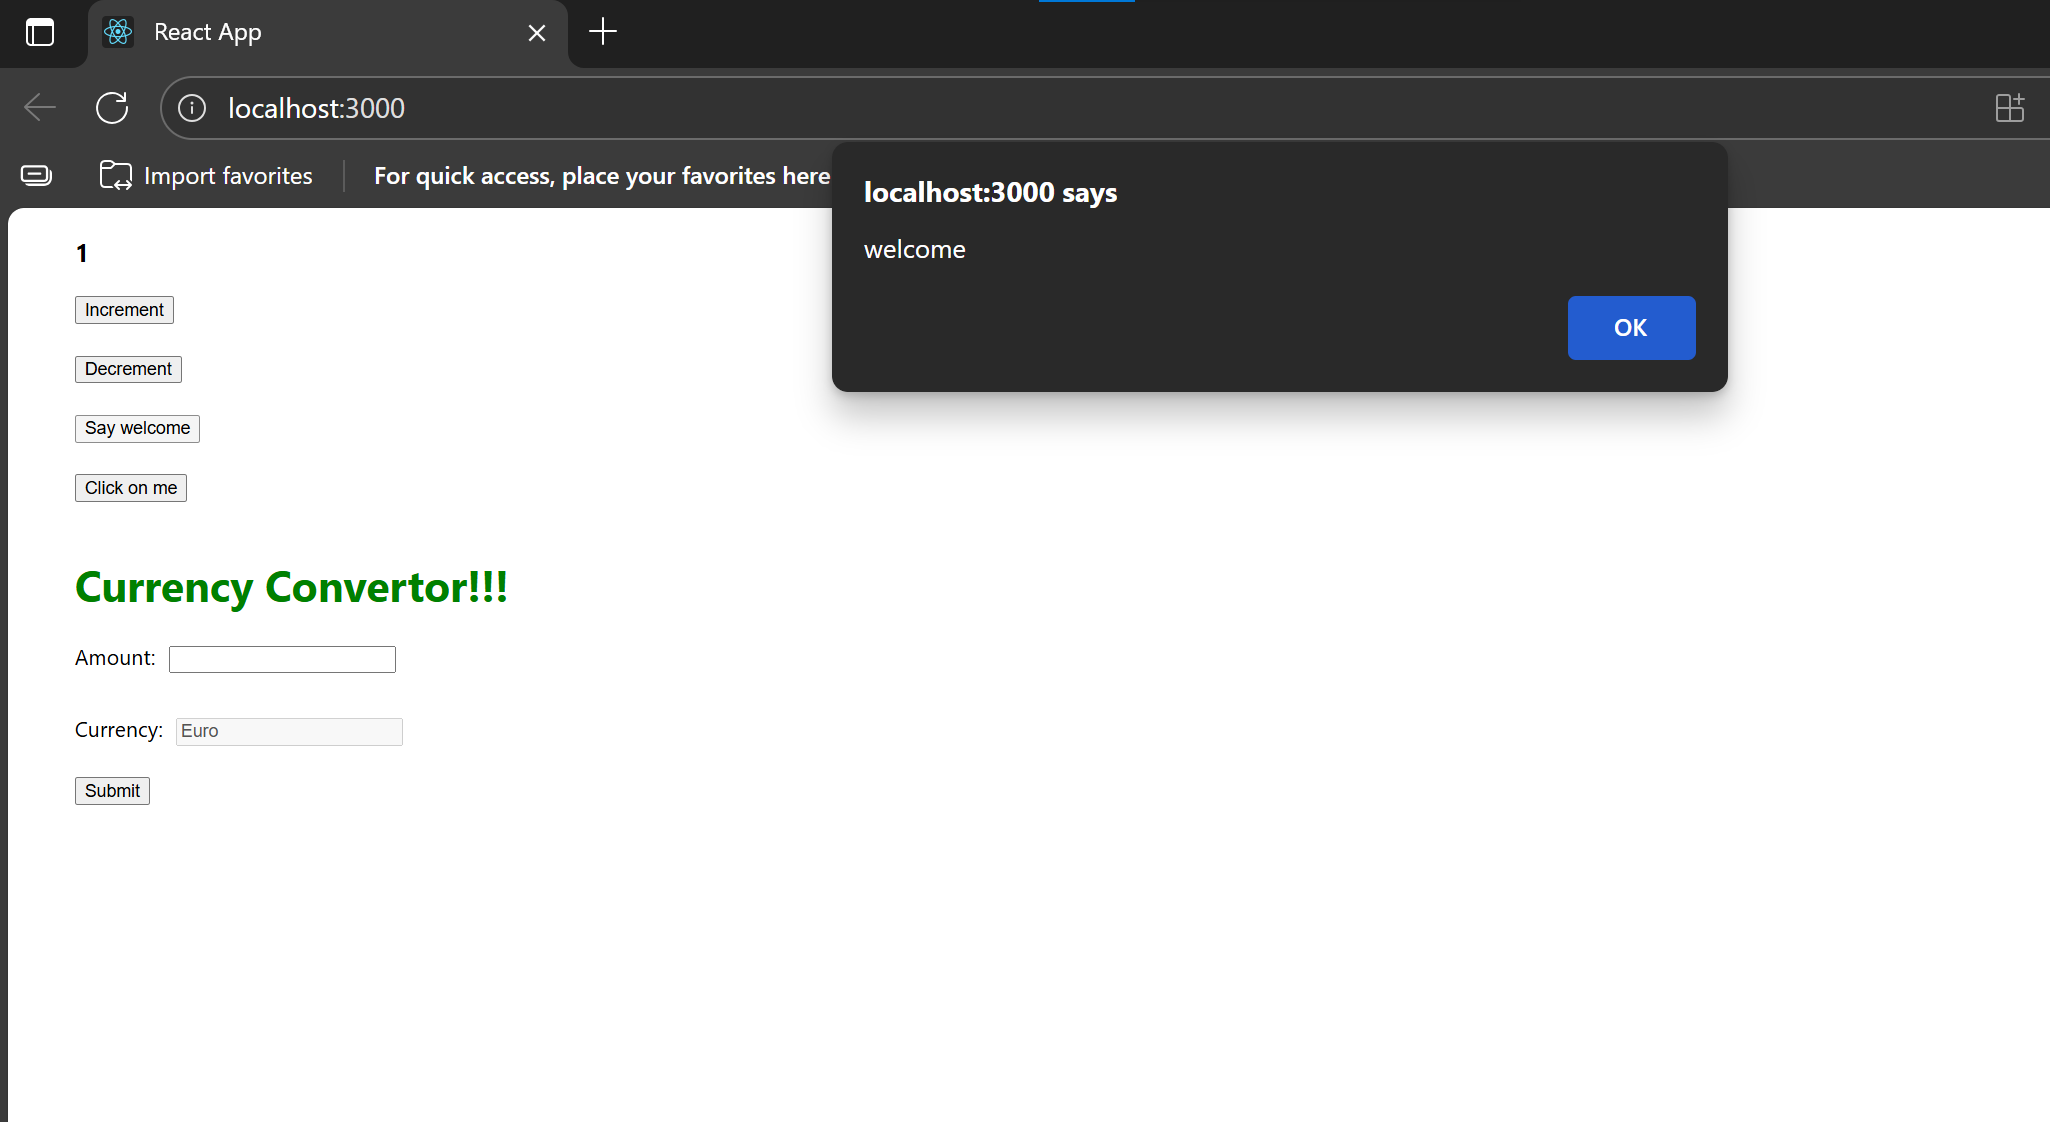 React App
localhost:3000
Import favorites
For quick access, place your favorites here
localhost:3000 says
welcome
OK
1
Increment
Decrement
Say welcome
Click on me
Currency Convertor!!!
Amount:
Currency: Euro
Submit